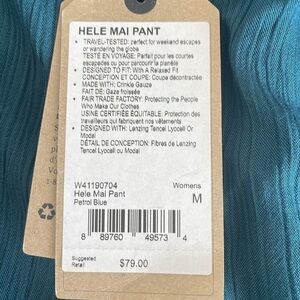 HELE MAI PANT
• TRAVEL-TESTED: perfect for weekend escapes
or wandering the globe
TESTÉ EN VOYAGE: Parfait pour les courtes
escapades ou pour parcourir la planète
• DESIGNED TO FIT: With A Relaxed Fit
CONCEPTION ET COUPE: Coupe décontractée
• MADE WITH: Crinkle Gauze
FAIT DE: Gaze froissée
• FAIR TRADE FACTORY: Protecting the People
Who Make Our Clothes
USINE CERTIFIÉE ÉQUITABLE: Protection des
travailleurs qui fabriquent nos vêtements
• DESIGNED WITH: Lenzing Tencel Lyocell Or
Modal
DÉTAIL DE CONCEPTION: Fibres de Lenzing
Tencel Lyocell ou Modal
W41190704
Womens
Hele Mai Pant
M
Petrol Blue
8 89760 49573 4
Suggested
Retail
$79.00